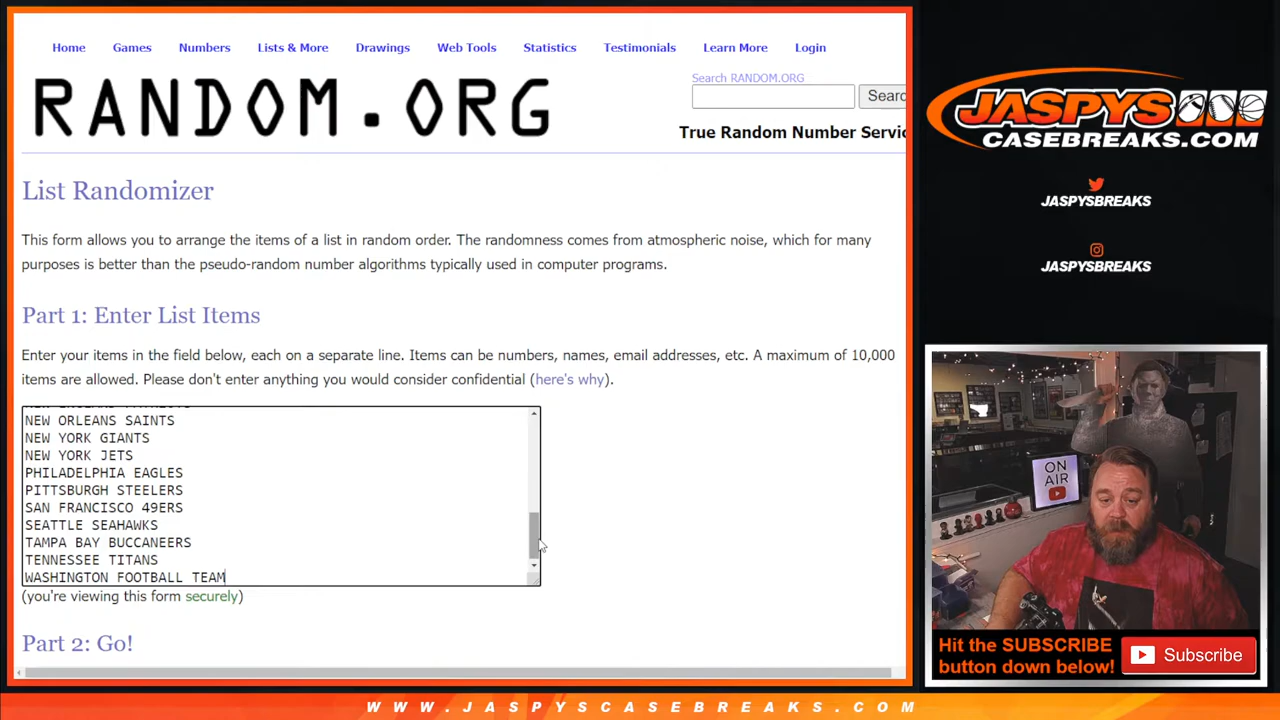 Home Games Numbers Lists & More Drawings Web Tools Statistics Testimonials Learn More Login
RANDOM.ORG
Search RANDOM.ORG
Searc
True Random Number Servic
List Randomizer
This form allows you to arrange the items of a list in random order. The randomness comes from atmospheric noise, which for many
purposes is better than the pseudo-random number algorithms typically used in computer programs.
Part 1: Enter List Items
Enter your items in the field below, each on a separate line. Items can be numbers, names, email addresses, etc. A maximum of 10,000
items are allowed. Please don't enter anything you would consider confidential (here's why).
NEW ORLEANS SAINTS
NEW YORK GIANTS
NEW YORK JETS
PHILADELPHIA EAGLES
PITTSBURGH STEELERS
SAN FRANCISCO 49ERS
SEATTLE SEAHAWKS
TAMPA BAY BUCCANEERS
TENNESSEE TITANS
WASHINGTON FOOTBALL TEAM
(you're viewing this form securely)
Part 2: Go!
JASPYS
CASEBREAKS.COM
JASPYSBREAKS
JASPYSBREAKS
ON
AIR
Hit the SUBSCRIBE
button down below!
Subscribe
WWW.JASPYSCASEBREAKS.COM